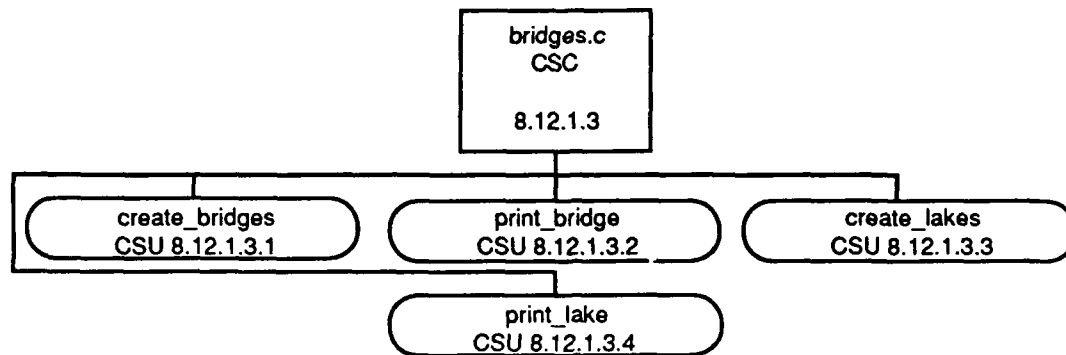 bridges.c
CSC
8.12.1.3
create_bridges
CSU 8.12.1.3.1
print_bridge
CSU 8.12.1.3.2
create_lakes
CSU 8.12.1.3.3
print_lake
CSU 8.12.1.3.4